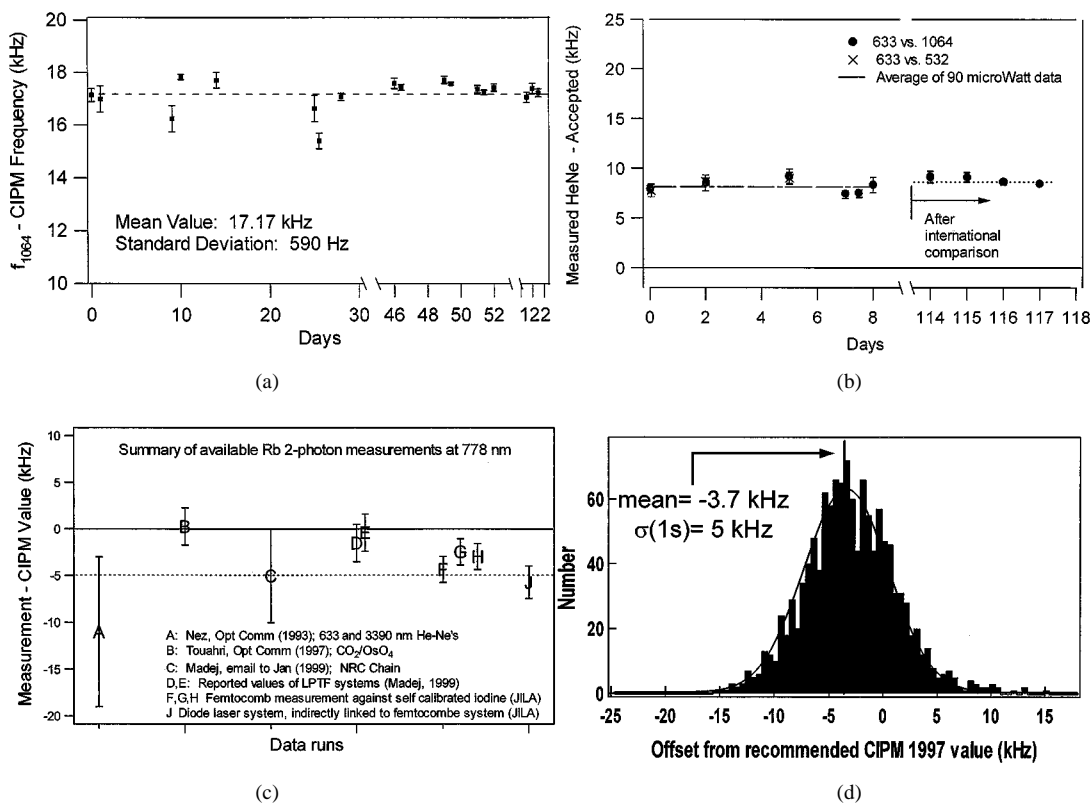 20
18
16
14
12
10
f1064 - CIPM Frequency (kHz)
Mean Value: 17.17 kHz
Standard Deviation: 590 Hz
0 10 20 30 46 48 50 52 122
Days
(a)
25
20
15
10
5
0
Measured HeNe - Accepted (kHz)
633 vs. 1064
633 vs. 532
Average of 90 microWatt data
After
international
comparison
0 2 4 6 8 114 115 116 117 118
Days
(b)
10
5
0
-5
-10
-15
-20
Measurement - CIPM Value (kHz)
Summary of available Rb 2-photon measurements at 778 nm
A B C D E F G H J
A: Nez, Opt Comm (1993); 633 and 3390 nm He-Ne's
B: Touahri, Opt Comm (1997); CO2/OsO4
C: Madej, email to Jan (1999); NRC Chain
D,E: Reported values of LPTF systems (Madej, 1999)
F,G,H Femtocomb measurement against self calibrated iodine (JILA)
J Diode laser system, indirectly linked to femtocombe system (JILA)
Data runs
(c)
mean= -3.7 kHz
σ(1s)= 5 kHz
60
40
20
0
Number
-25 -20 -15 -10 -5 0 5 10 15
Offset from recommended CIPM 1997 value (kHz)
(d)